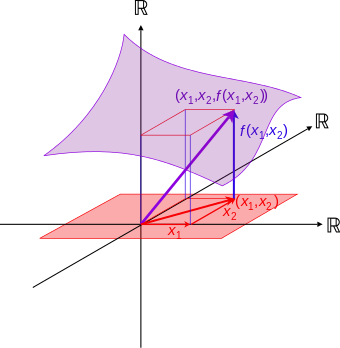 ℝ
(x₁,x₂,f(x₁,x₂))
ℝ
f(x₁,x₂)
(x₁,x₂)
x₂
x₁
ℝ